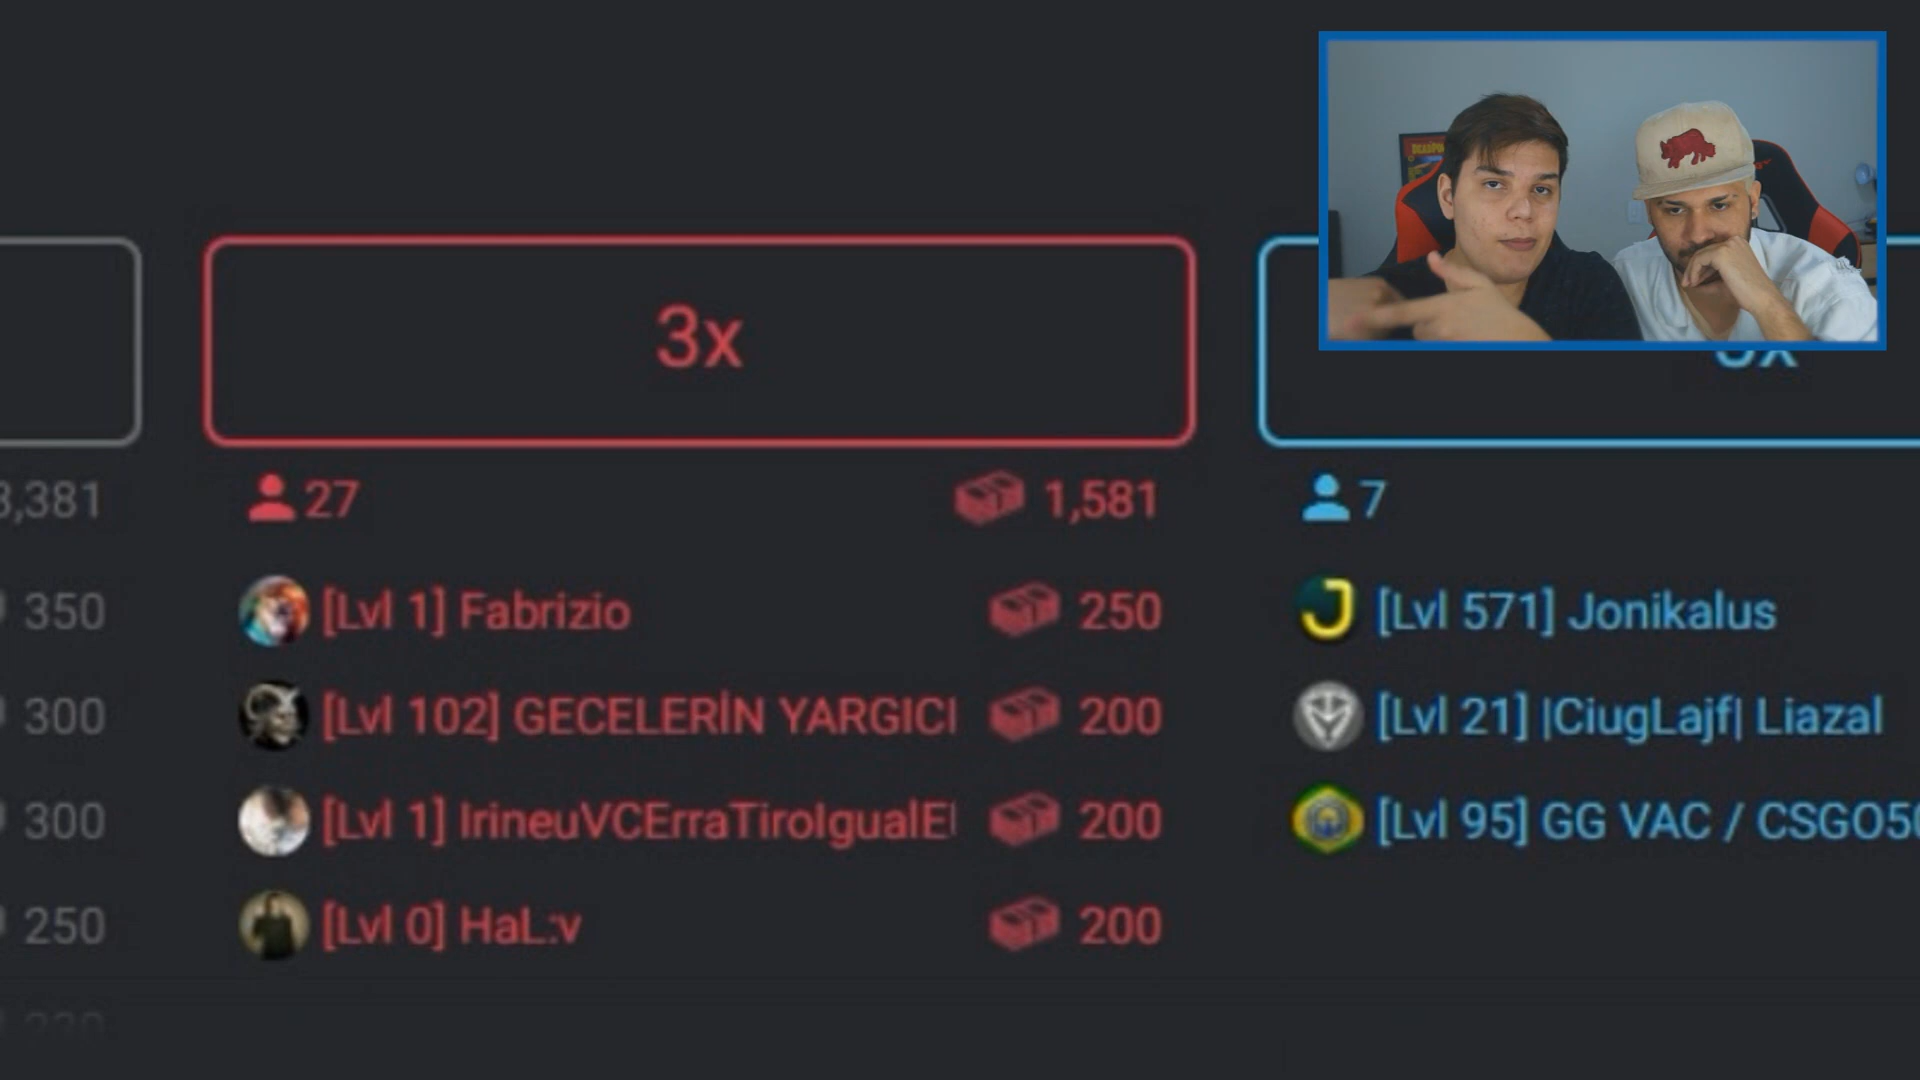 3x
3,381
27
1,581
7
350
[Lvl 1] Fabrizio
250
[Lvl 571] Jonikalus
300
[Lvl 102] GECELERİN YARGICI
200
[Lvl 21] |CiugLajf| Liazal
300
[Lvl 1] IrineuVCErraTiroIgualE
200
[Lvl 95] GG VAC / CSGO50
250
[Lvl 0] HaL:v
200